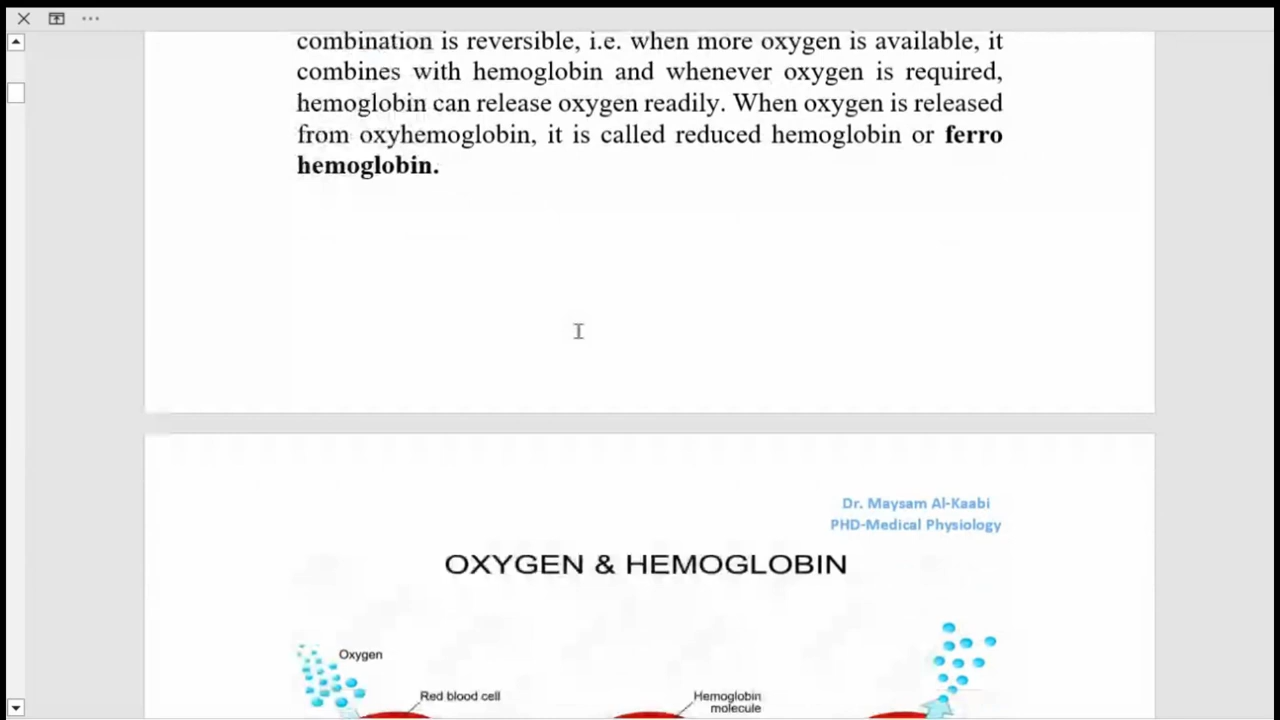 combination is reversible, i.e. when more oxygen is available, it
combines with hemoglobin and whenever oxygen is required,
hemoglobin can release oxygen readily. When oxygen is released
from oxyhemoglobin, it is called reduced hemoglobin or ferro
hemoglobin.
Dr. Maysam Al-Kaabi
PHD-Medical Physiology
OXYGEN & HEMOGLOBIN
Oxygen
Red blood cell
Hemoglobin
molecule